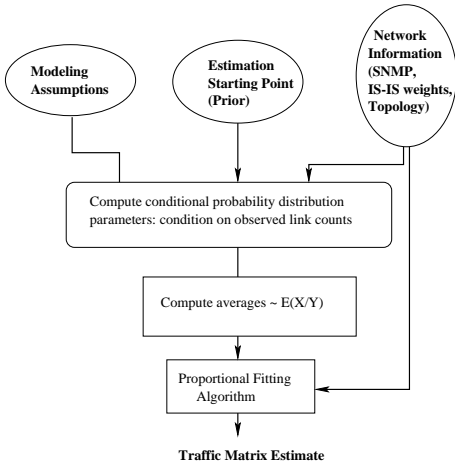 Modeling
Assumptions
Estimation
Starting Point
(Prior)
Network
Information
(SNMP,
IS-IS weights,
Topology)
Compute conditional probability distribution
parameters: condition on observed link counts
Compute averages ~ E(X/Y)
Proportional Fitting
Algorithm
Traffic Matrix Estimate